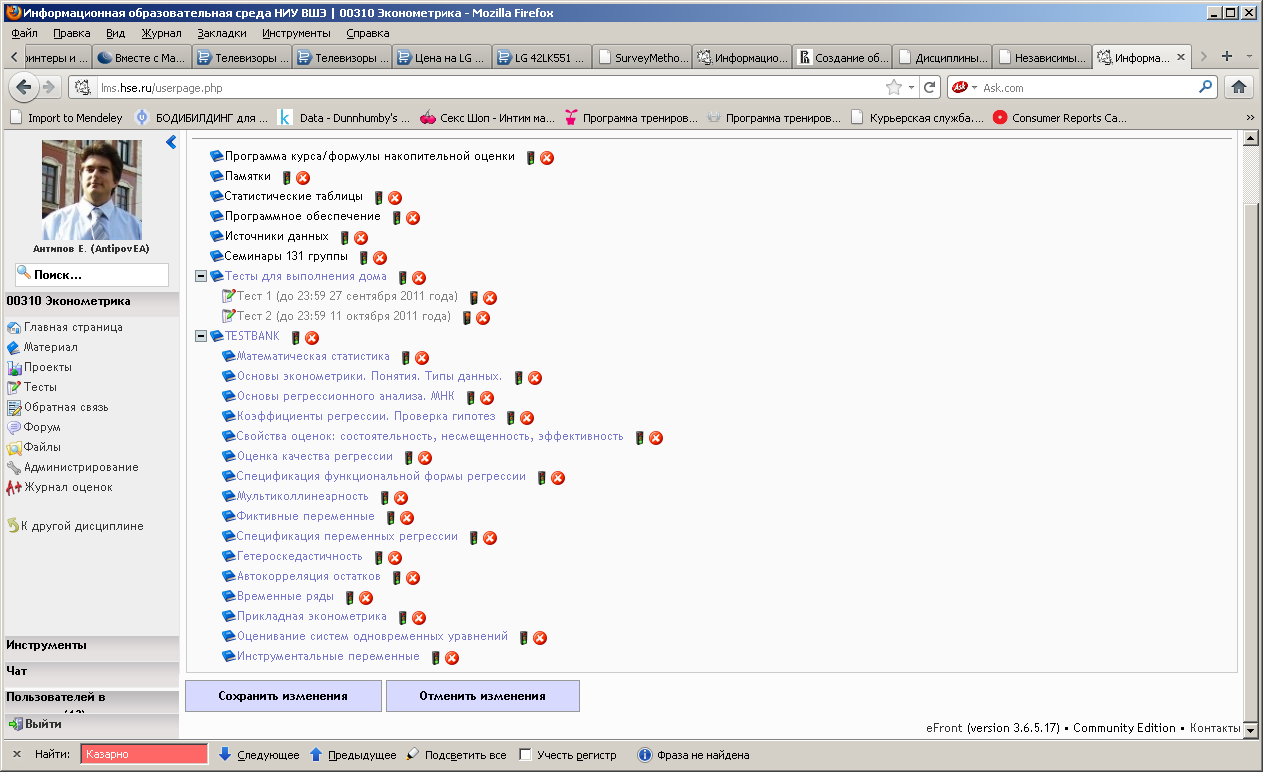 Информационная образовательная среда НИУ ВШЭ | 00310 Эконометрика - Mozilla Firefox
Файл Правка Вид Журнал Закладки Инструменты Справка
интеры и ... Вместе с Ма... Телевизоры ... Телевизоры ... Цена на LG ... LG 42LK551 ... SurveyMetho... Информацио... Создание об... Дисциплины... Независимы... Информа...
lms.hse.ru/userpage.php Ask Ask.com
Import to Mendeley БОДИБИЛДИНГ для ... Data - Dunnhumby's ... Секс Шоп - Интим ма... Программа трениров... Программа трениров... Курьерская служба.... Consumer Reports Ca...
Антипов Е. (AntipovEA)
Поиск...
00310 Эконометрика
Главная страница
Материал
Проекты
Тесты
Обратная связь
Форум
Файлы
Администрирование
Журнал оценок
К другой дисциплине
Инструменты
Чат
Пользователей в
Выйти
Программа курса/формулы накопительной оценки
Памятки
Статистические таблицы
Программное обеспечение
Источники данных
Семинары 131 группы
Тесты для выполнения дома
Тест 1 (до 23:59 27 сентября 2011 года)
Тест 2 (до 23:59 11 октября 2011 года)
TESTBANK
Математическая статистика
Основы эконометрики. Понятия. Типы данных.
Основы регрессионного анализа. МНК
Коэффициенты регрессии. Проверка гипотез
Свойства оценок: состоятельность, несмещенность, эффективность
Оценка качества регрессии
Спецификация функциональной формы регрессии
Мультиколлинеарность
Фиктивные переменные
Спецификация переменных регрессии
Гетероскедастичность
Автокорреляция остатков
Временные ряды
Прикладная эконометрика
Оценивание систем одновременных уравнений
Инструментальные переменные
Сохранить изменения Отменить изменения
eFront (version 3.6.5.17) • Community Edition • Контакты
Найти: Казарно Следующее Предыдущее Подсветить все Учесть регистр Фраза не найдена